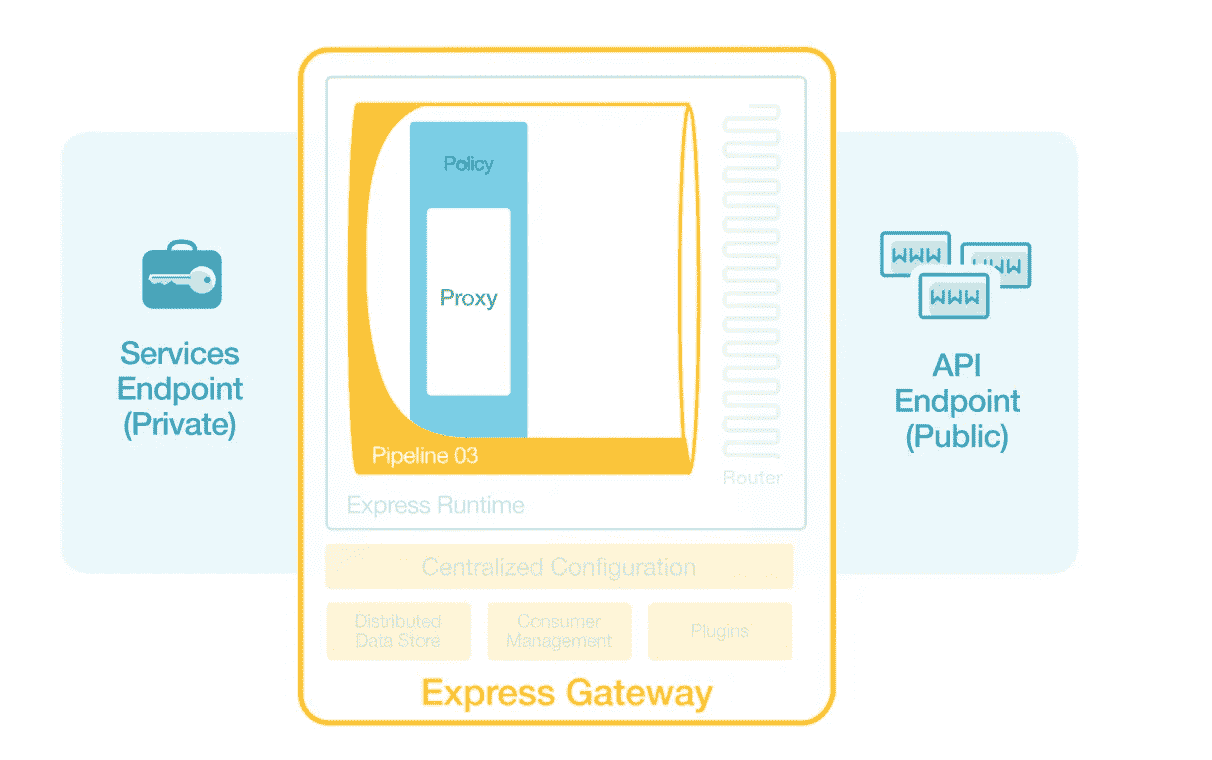 Policy
Proxy
Pipeline 03
Express Runtime
Router
Services
Endpoint
(Private)
WWW
WWW
WWW
API
Endpoint
(Public)
Centralized Configuration
Distributed
Data Store
Consumer
Management
Plugins
Express Gateway